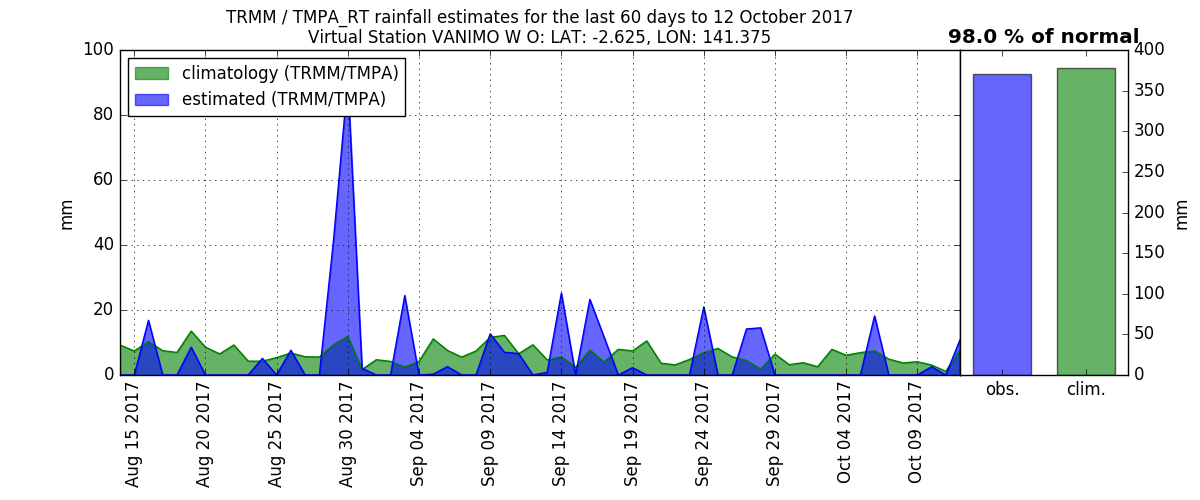 TRMM / TMPA_RT rainfall estimates for the last 60 days to 12 October 2017
Virtual Station VANIMO W O: LAT: -2.625, LON: 141.375
98.0 % of normal
climatology (TRMM/TMPA)
estimated (TRMM/TMPA)
100
80
60
40
20
0
mm
Aug 15 2017
Aug 20 2017
Aug 25 2017
Aug 30 2017
Sep 04 2017
Sep 09 2017
Sep 14 2017
Sep 19 2017
Sep 24 2017
Sep 29 2017
Oct 04 2017
Oct 09 2017
400
350
300
250
200
150
100
50
0
mm
obs.
clim.